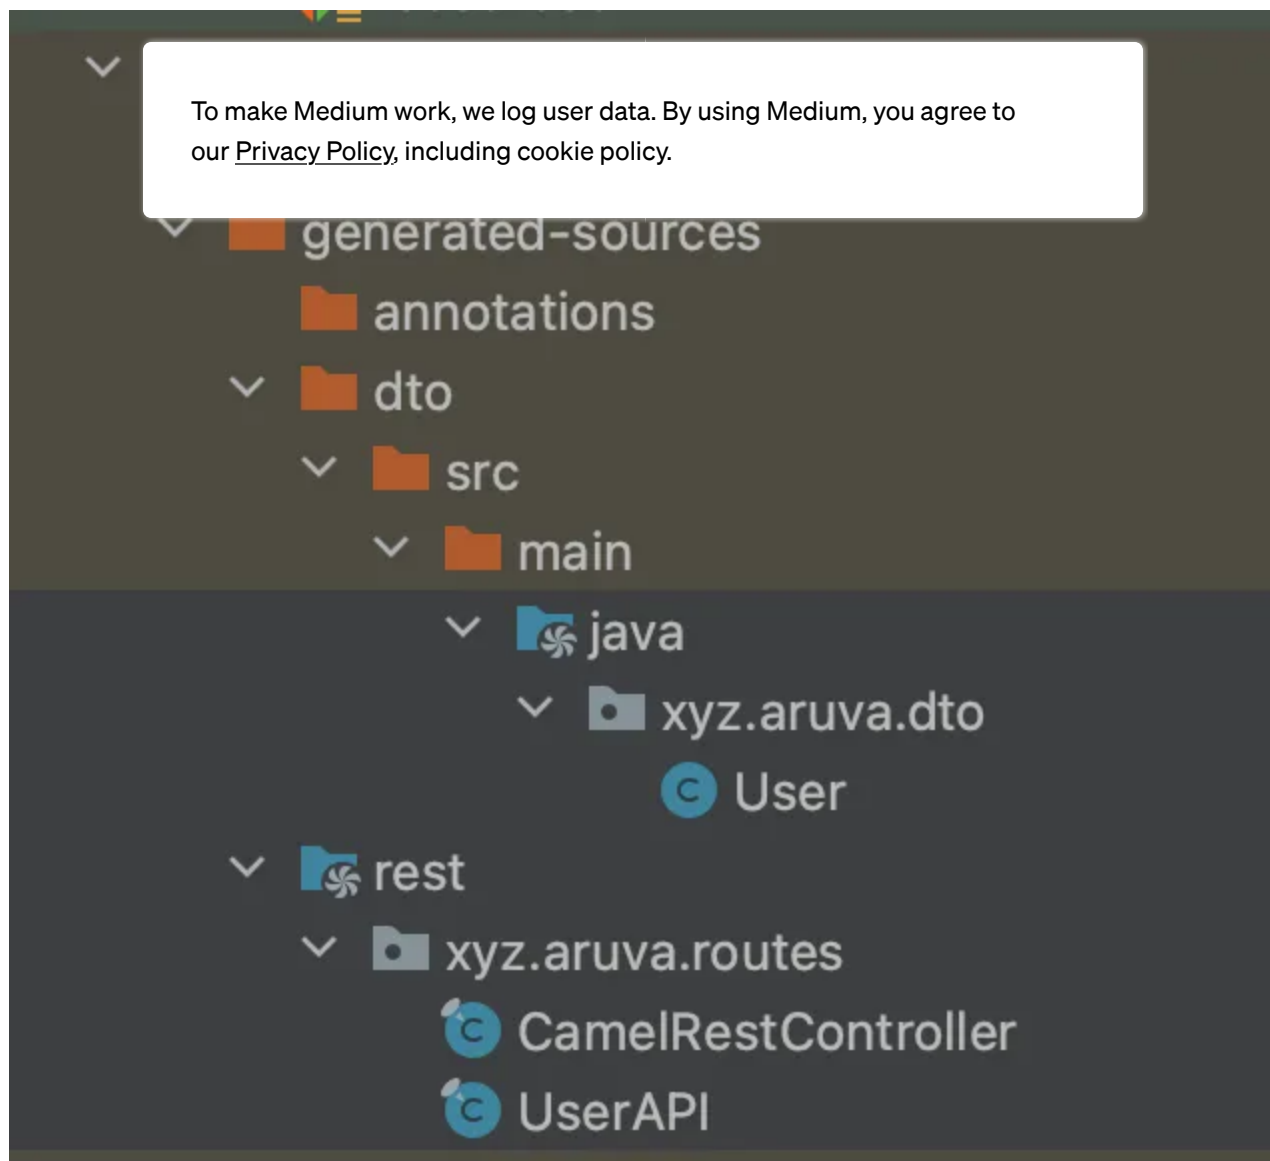 To make Medium work, we log user data. By using Medium, you agree to
our Privacy Policy, including cookie policy.
generated-sources
annotations
dto
src
main
java
xyz.aruva.dto
C User
rest
xyz.aruva.routes
C CamelRestController
C UserAPI